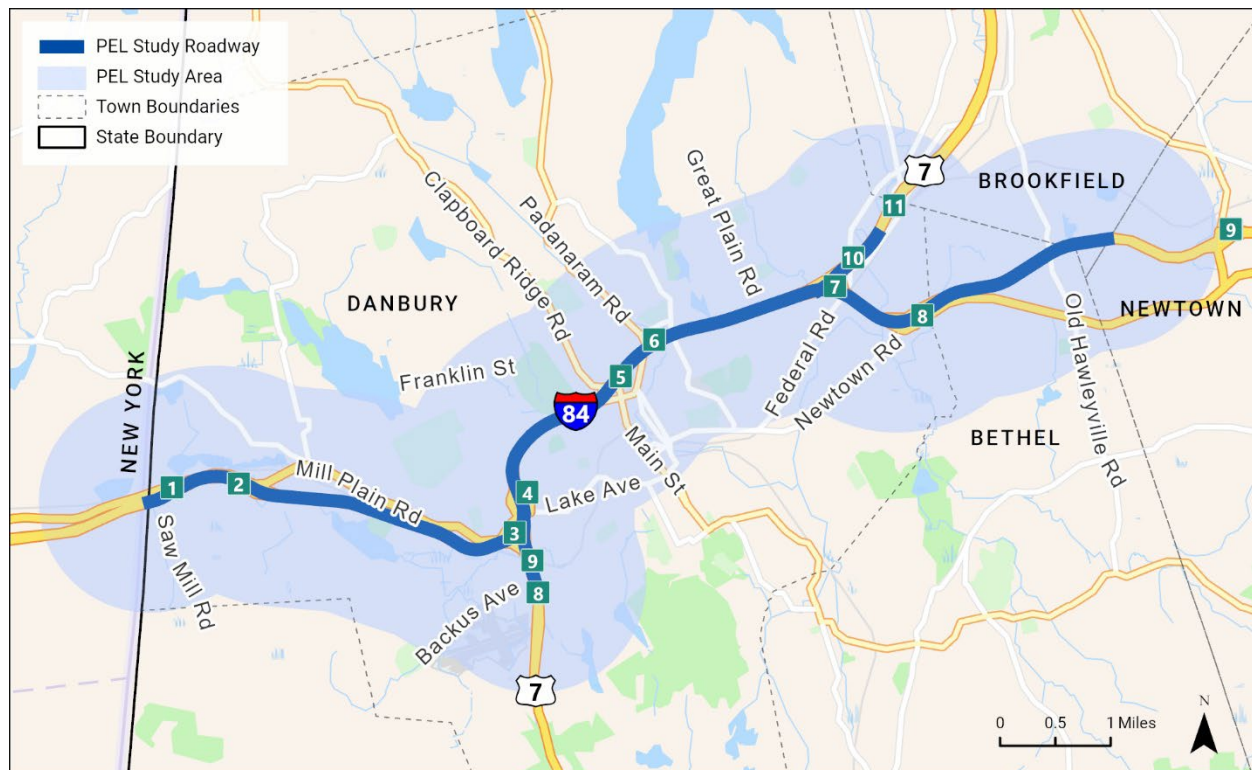 PEL Study Roadway
PEL Study Area
Town Boundaries
State Boundary
7
BROOKFIELD
Great Plain Rd
Clapboard Ridge Rd
Padanaram Rd
11
9
10
DANBURY
7
8
NEWTOWN
6
Federal Rd
Newtown Rd
Old Hawleyville Rd
Franklin St
5
84
NEW YORK
BETHEL
Main St
1
2
Mill Plain Rd
4
Lake Ave
3
Saw Mill Rd
9
8
Backus Ave
7
N
0 0.5 1 Miles